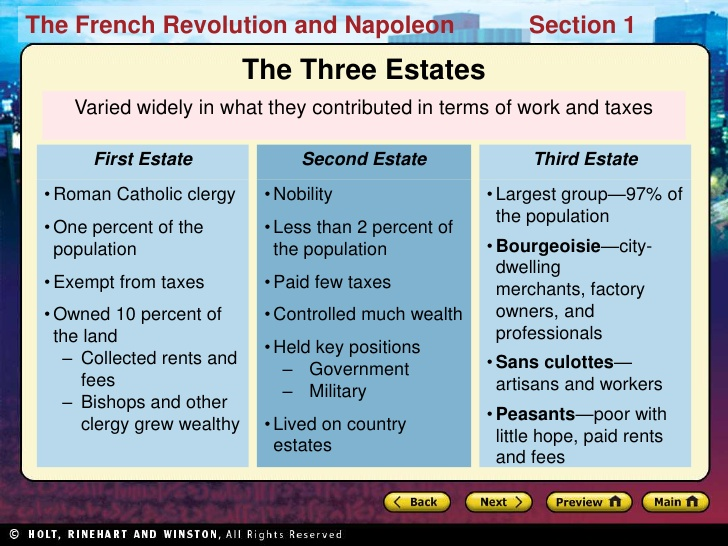 The French Revolution and Napoleon Section 1
The Three Estates
Varied widely in what they contributed in terms of work and taxes
First Estate
• Roman Catholic clergy
• One percent of the
population
• Exempt from taxes
• Owned 10 percent of
the land
– Collected rents and
fees
– Bishops and other
clergy grew wealthy
Second Estate
• Nobility
• Less than 2 percent of
the population
• Paid few taxes
• Controlled much wealth
• Held key positions
– Government
– Military
• Lived on country
estates
Third Estate
• Largest group—97% of
the population
• Bourgeoisie—city-
dwelling
merchants, factory
owners, and
professionals
• Sans culottes—
artisans and workers
• Peasants—poor with
little hope, paid rents
and fees
Back Next Preview Main
© HOLT, RINEHART AND WINSTON, All Rights Reserved